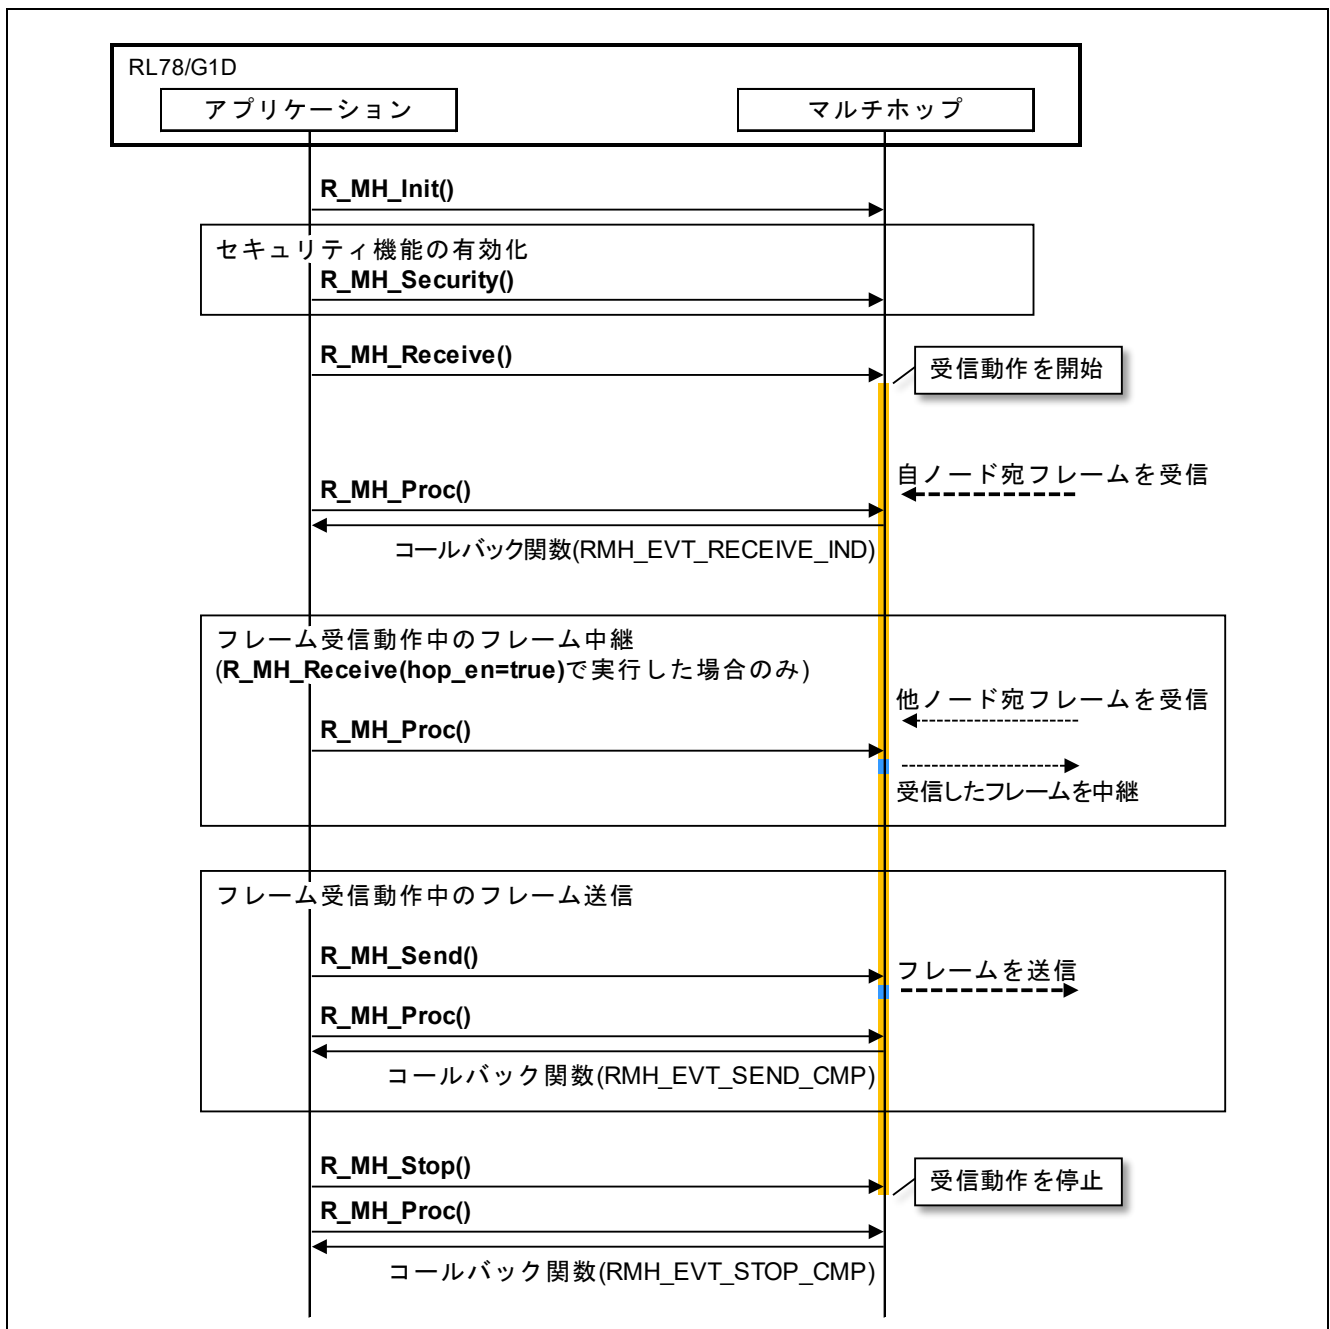 RL78/G1D
アプリケーション
マルチホップ
R_MH_Init()
セキュリティ機能の有効化
R_MH_Security()
R_MH_Receive()
受信動作を開始
自ノード宛フレームを受信
R_MH_Proc()
コールバック関数(RMH_EVT_RECEIVE_IND)
フレーム受信動作中のフレーム中継
(R_MH_Receive(hop_en=true)で実行した場合のみ)
他ノード宛フレームを受信
R_MH_Proc()
受信したフレームを中継
フレーム受信動作中のフレーム送信
R_MH_Send()
フレームを送信
R_MH_Proc()
コールバック関数(RMH_EVT_SEND_CMP)
R_MH_Stop()
受信動作を停止
R_MH_Proc()
コールバック関数(RMH_EVT_STOP_CMP)